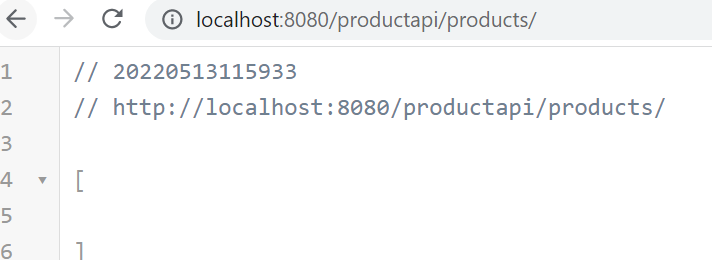 localhost:8080/productapi/products/
1 // 20220513115933
2 // http://localhost:8080/productapi/products/
3
4 [
5
6 ]